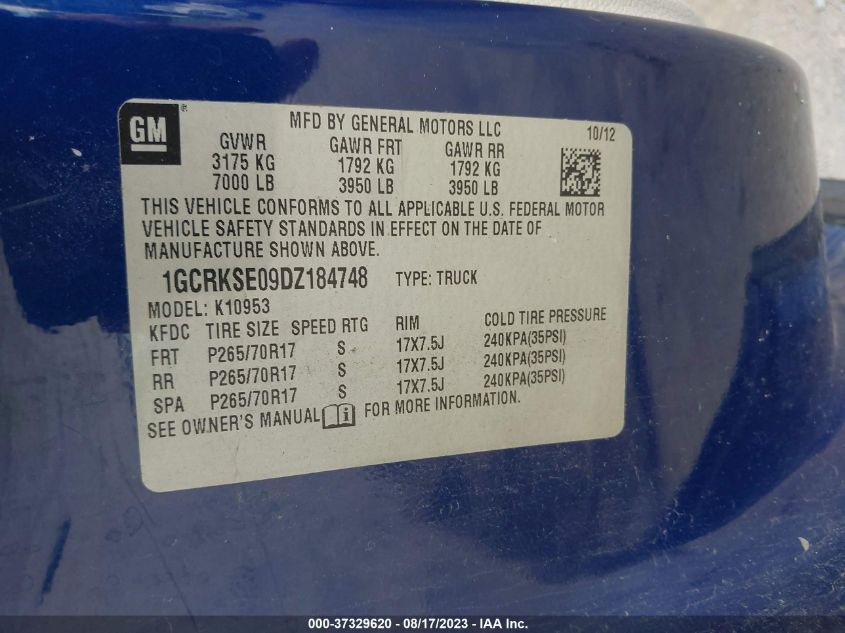 GM
MFD BY GENERAL MOTORS LLC
10/12
GVWR GAWR FRT GAWR RR
3175 KG 1792 KG 1792 KG
7000 LB 3950 LB 3950 LB
THIS VEHICLE CONFORMS TO ALL APPLICABLE U.S. FEDERAL MOTOR
VEHICLE SAFETY STANDARDS IN EFFECT ON THE DATE OF
MANUFACTURE SHOWN ABOVE.
1GCRKSE09DZ184748 TYPE: TRUCK
MODEL: K10953
KFDC TIRE SIZE SPEED RTG RIM COLD TIRE PRESSURE
FRT P265/70R17 S 17X7.5J 240KPA(35PSI)
RR P265/70R17 S 17X7.5J 240KPA(35PSI)
SPA P265/70R17 S 17X7.5J 240KPA(35PSI)
SEE OWNER'S MANUAL i FOR MORE INFORMATION.
000-37329620 - 08/17/2023 - IAA Inc.